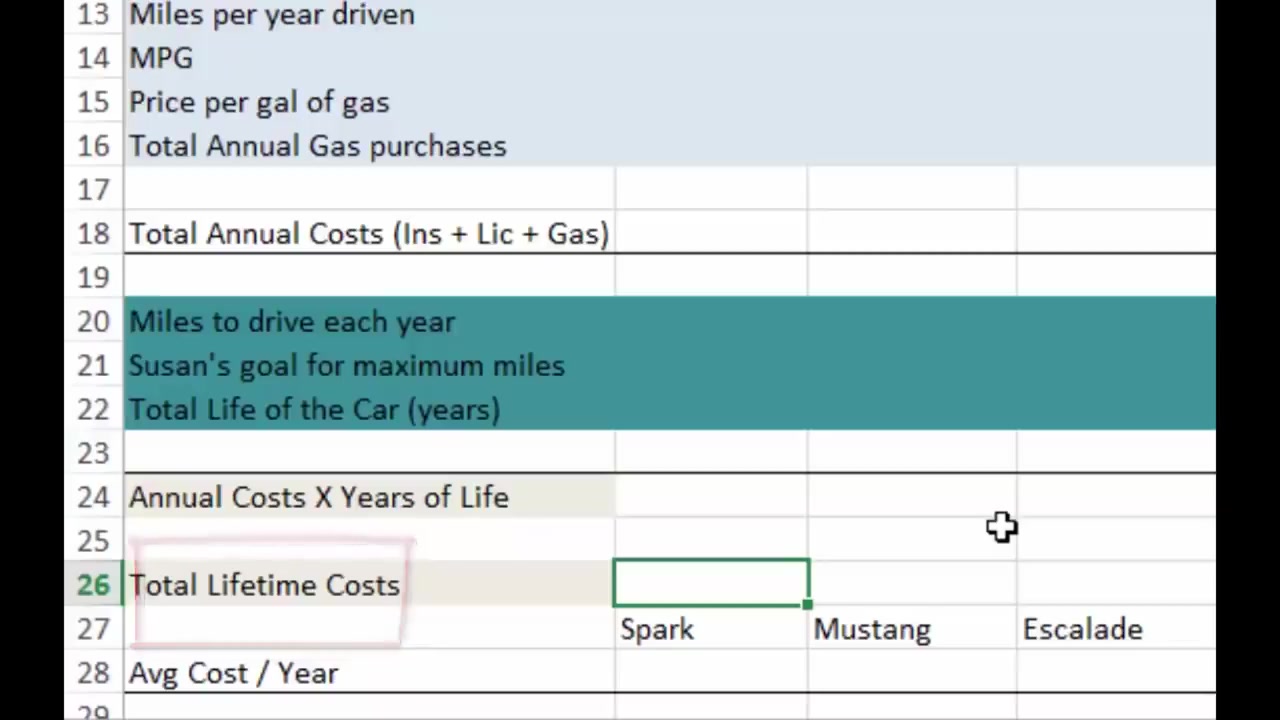 13 Miles per year driven
14 MPG
15 Price per gal of gas
16 Total Annual Gas purchases
17
18 Total Annual Costs (Ins + Lic + Gas)
19
20 Miles to drive each year
21 Susan's goal for maximum miles
22 Total Life of the Car (years)
23
24 Annual Costs X Years of Life
25
26 Total Lifetime Costs
27 Spark Mustang Escalade
28 Avg Cost / Year
29